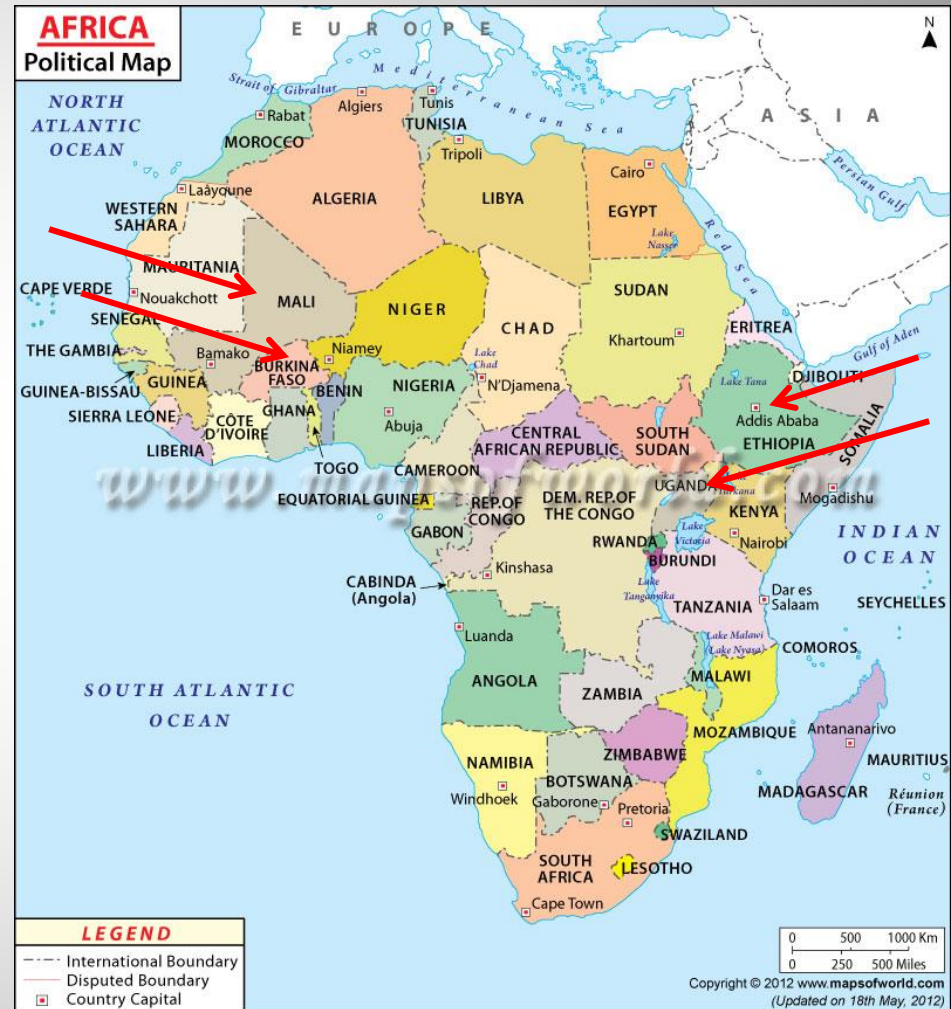 AFRICA
Political Map
N
E U R O P E
A S I A
NORTH
ATLANTIC
OCEAN
Strait of Gibraltar
Mediterranean Sea
Persian Gulf
Rabat
Algiers
Tunis
TUNISIA
MOROCCO
Tripoli
Cairo
Laâyoune
WESTERN
SAHARA
ALGERIA
LIBYA
EGYPT
Lake
Nasser
Red Sea
MAURITANIA
Nouakchott
CAPE VERDE
MALI
NIGER
CHAD
SUDAN
Khartoum
ERITREA
Gulf of Aden
SENEGAL
THE GAMBIA
Bamako
BURKINA
FASO
Niamey
Lake
Chad
N'Djamena
Lake Tana
DJIBOUTI
GUINEA-BISSAU
GUINEA
BENIN
NIGERIA
Addis Ababa
ETHIOPIA
SOMALIA
SIERRA LEONE
CÔTE
D'IVOIRE
GHANA
Abuja
LIBERIA
TOGO
CENTRAL
AFRICAN REPUBLIC
SOUTH
SUDAN
CAMEROON
www.mapsofworld.com
EQUATORIAL GUINEA
REP.OF
CONGO
DEM. REP.OF
THE CONGO
UGANDA
KENYA
Mogadishu
GABON
RWANDA
Lake
Victoria
Nairobi
BURUNDI
INDIAN
OCEAN
Kinshasa
CABINDA
(Angola)
Lake
Tanganyika
TANZANIA
Dar es
Salaam
SEYCHELLES
Luanda
Lake Malawi
(Lake Nyasa)
COMOROS
ANGOLA
ZAMBIA
MALAWI
SOUTH ATLANTIC
OCEAN
MOZAMBIQUE
Antananarivo
NAMIBIA
ZIMBABWE
MAURITIUS
Windhoek
BOTSWANA
Gaborone
Pretoria
MADAGASCAR
Réunion
(France)
SWAZILAND
SOUTH
AFRICA
LESOTHO
Cape Town
LEGEND
International Boundary
Disputed Boundary
Country Capital
0 500 1000 Km
0 250 500 Miles
Copyright © 2012 www.mapsofworld.com
(Updated on 18th May, 2012)